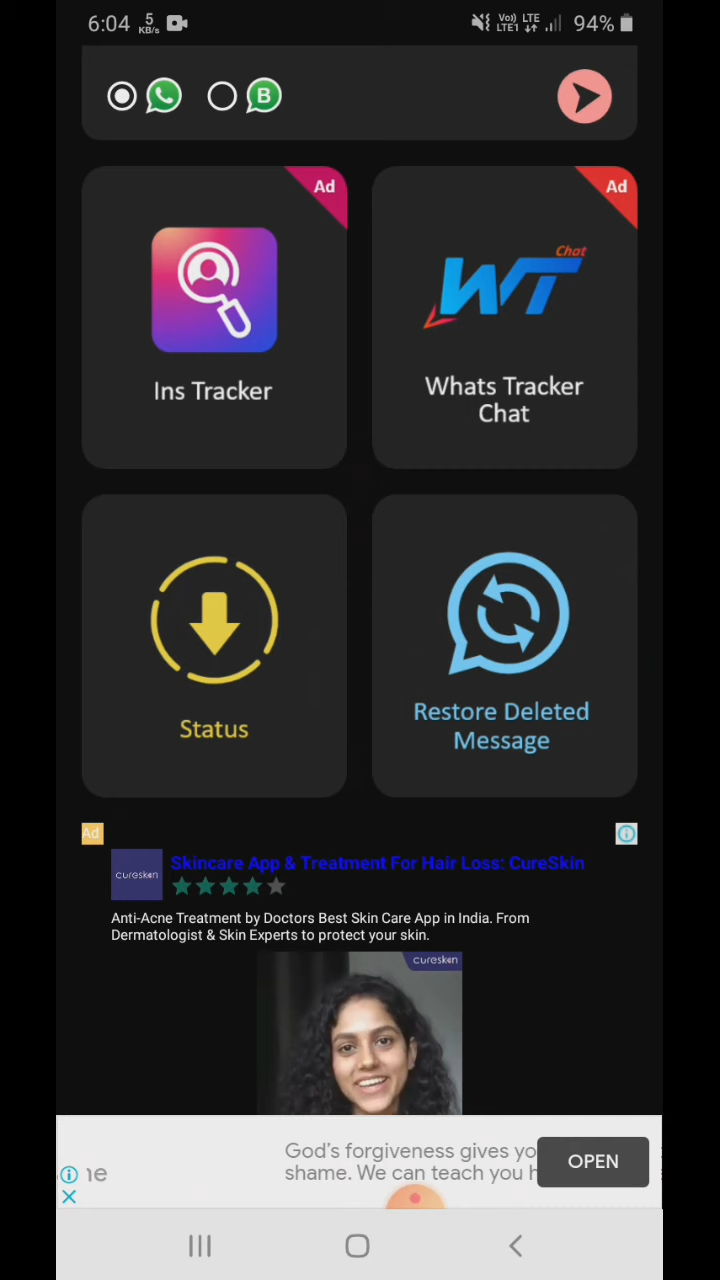 6:04 5 KB/s Vo)) LTE LTE1 94%
B
Ad
Ad
Chat
WT
Ins Tracker
Whats Tracker
Chat
Status
Restore Deleted
Message
Ad
cureskin
Skincare App & Treatment For Hair Loss: CureSkin
Anti-Acne Treatment by Doctors Best Skin Care App in India. From
Dermatologist & Skin Experts to protect your skin.
cureskin
God's forgiveness gives yo
shame. We can teach you h
OPEN